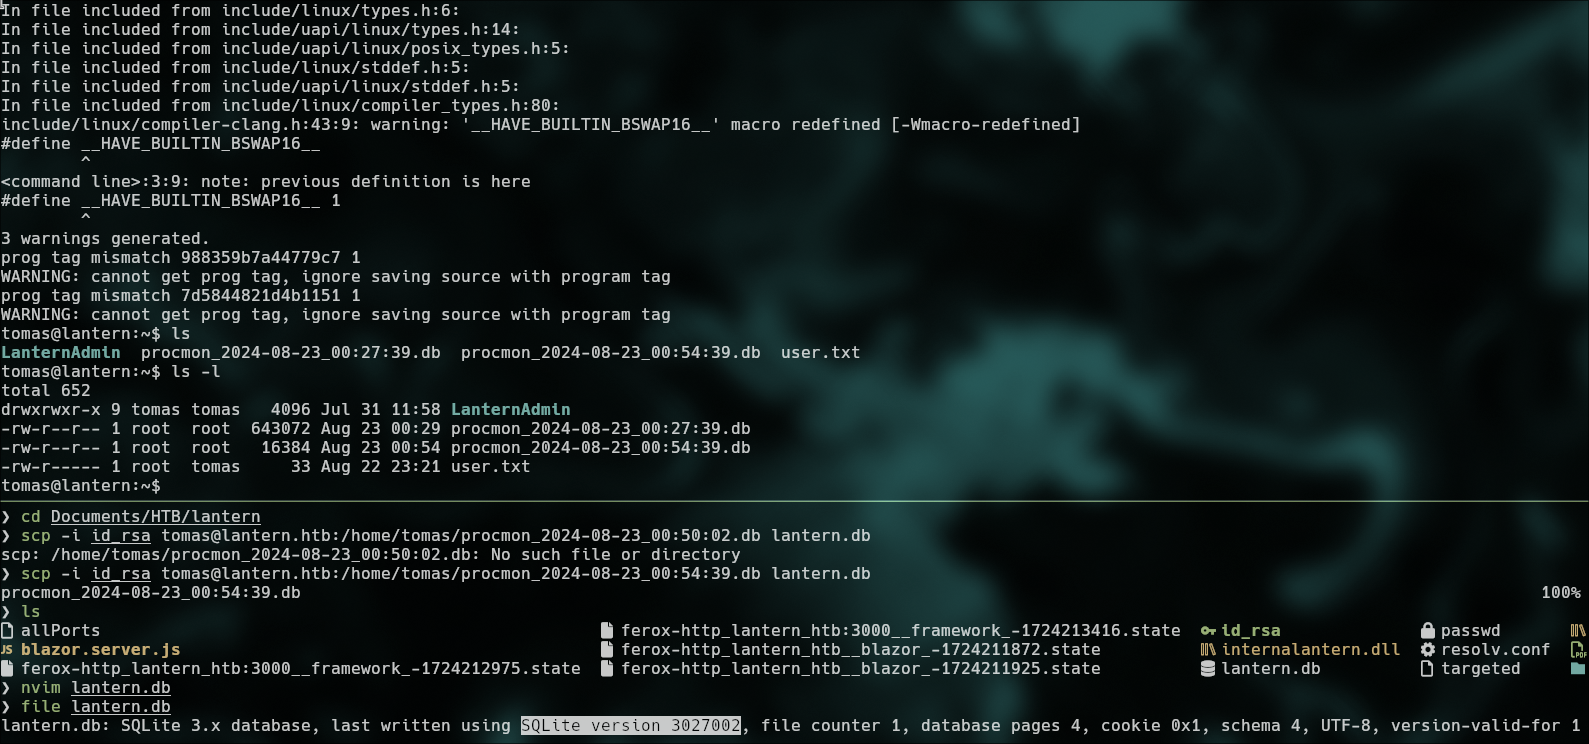 In file included from include/linux/types.h:6:
In file included from include/uapi/linux/types.h:14:
In file included from include/uapi/linux/posix_types.h:5:
In file included from include/linux/stddef.h:5:
In file included from include/uapi/linux/stddef.h:5:
In file included from include/linux/compiler_types.h:80:
include/linux/compiler-clang.h:43:9: warning: '__HAVE_BUILTIN_BSWAP16__' macro redefined [-Wmacro-redefined]
#define __HAVE_BUILTIN_BSWAP16__
        ^
<command line>:3:9: note: previous definition is here
#define __HAVE_BUILTIN_BSWAP16__ 1
        ^
3 warnings generated.
prog tag mismatch 988359b7a44779c7 1
WARNING: cannot get prog tag, ignore saving source with program tag
prog tag mismatch 7d5844821d4b1151 1
WARNING: cannot get prog tag, ignore saving source with program tag
tomas@lantern:~$ ls
LanternAdmin  procmon_2024-08-23_00:27:39.db  procmon_2024-08-23_00:54:39.db  user.txt
tomas@lantern:~$ ls -l
total 652
drwxrwxr-x 9 tomas tomas   4096 Jul 31 11:58 LanternAdmin
-rw-r--r-- 1 root  root  643072 Aug 23 00:29 procmon_2024-08-23_00:27:39.db
-rw-r--r-- 1 root  root   16384 Aug 23 00:54 procmon_2024-08-23_00:54:39.db
-rw-r----- 1 root  tomas     33 Aug 22 23:21 user.txt
tomas@lantern:~$
❯ cd Documents/HTB/lantern
❯ scp -i id_rsa tomas@lantern.htb:/home/tomas/procmon_2024-08-23_00:50:02.db lantern.db
scp: /home/tomas/procmon_2024-08-23_00:50:02.db: No such file or directory
❯ scp -i id_rsa tomas@lantern.htb:/home/tomas/procmon_2024-08-23_00:54:39.db lantern.db
procmon_2024-08-23_00:54:39.db 100%
❯ ls
allPorts ferox-http_lantern_htb:3000__framework_-1724213416.state id_rsa passwd
JS blazor.server.js ferox-http_lantern_htb__blazor_-1724211872.state internalantern.dll resolv.conf PDF
ferox-http_lantern_htb:3000__framework_-1724212975.state ferox-http_lantern_htb__blazor_-1724211925.state lantern.db targeted
❯ nvim lantern.db
❯ file lantern.db
lantern.db: SQLite 3.x database, last written using SQLite version 3027002, file counter 1, database pages 4, cookie 0x1, schema 4, UTF-8, version-valid-for 1